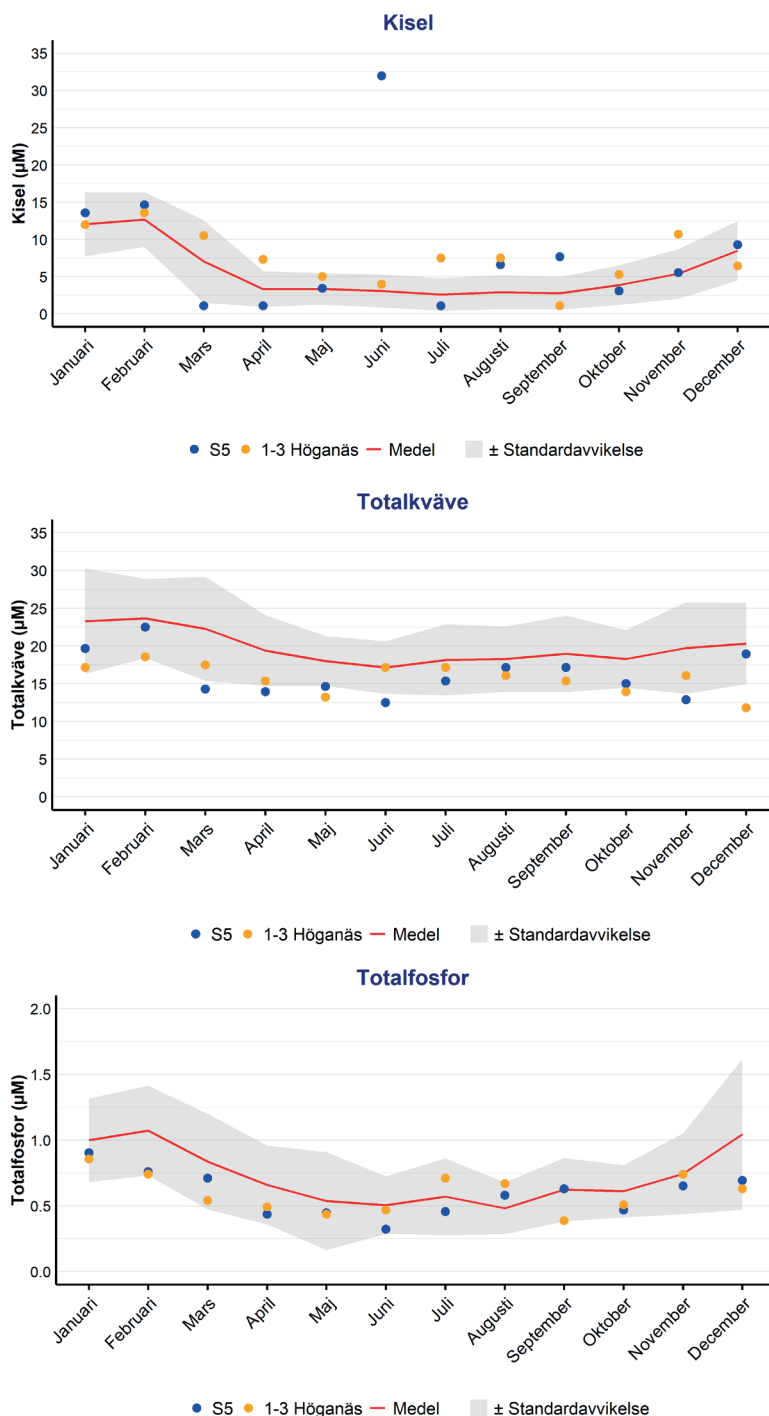 Kisel
35
30
25
20
15
10
5
0
Kisel (µM)
Januari
Februari
Mars
April
Maj
Juni
Juli
Augusti
September
Oktober
November
December
S5 1-3 Höganäs Medel ± Standardavvikelse
Totalkväve
35
30
25
20
15
10
5
0
Totalkväve (µM)
Januari
Februari
Mars
April
Maj
Juni
Juli
Augusti
September
Oktober
November
December
S5 1-3 Höganäs Medel ± Standardavvikelse
Totalfosfor
2.0
1.5
1.0
0.5
0.0
Totalfosfor (µM)
Januari
Februari
Mars
April
Maj
Juni
Juli
Augusti
September
Oktober
November
December
S5 1-3 Höganäs Medel ± Standardavvikelse